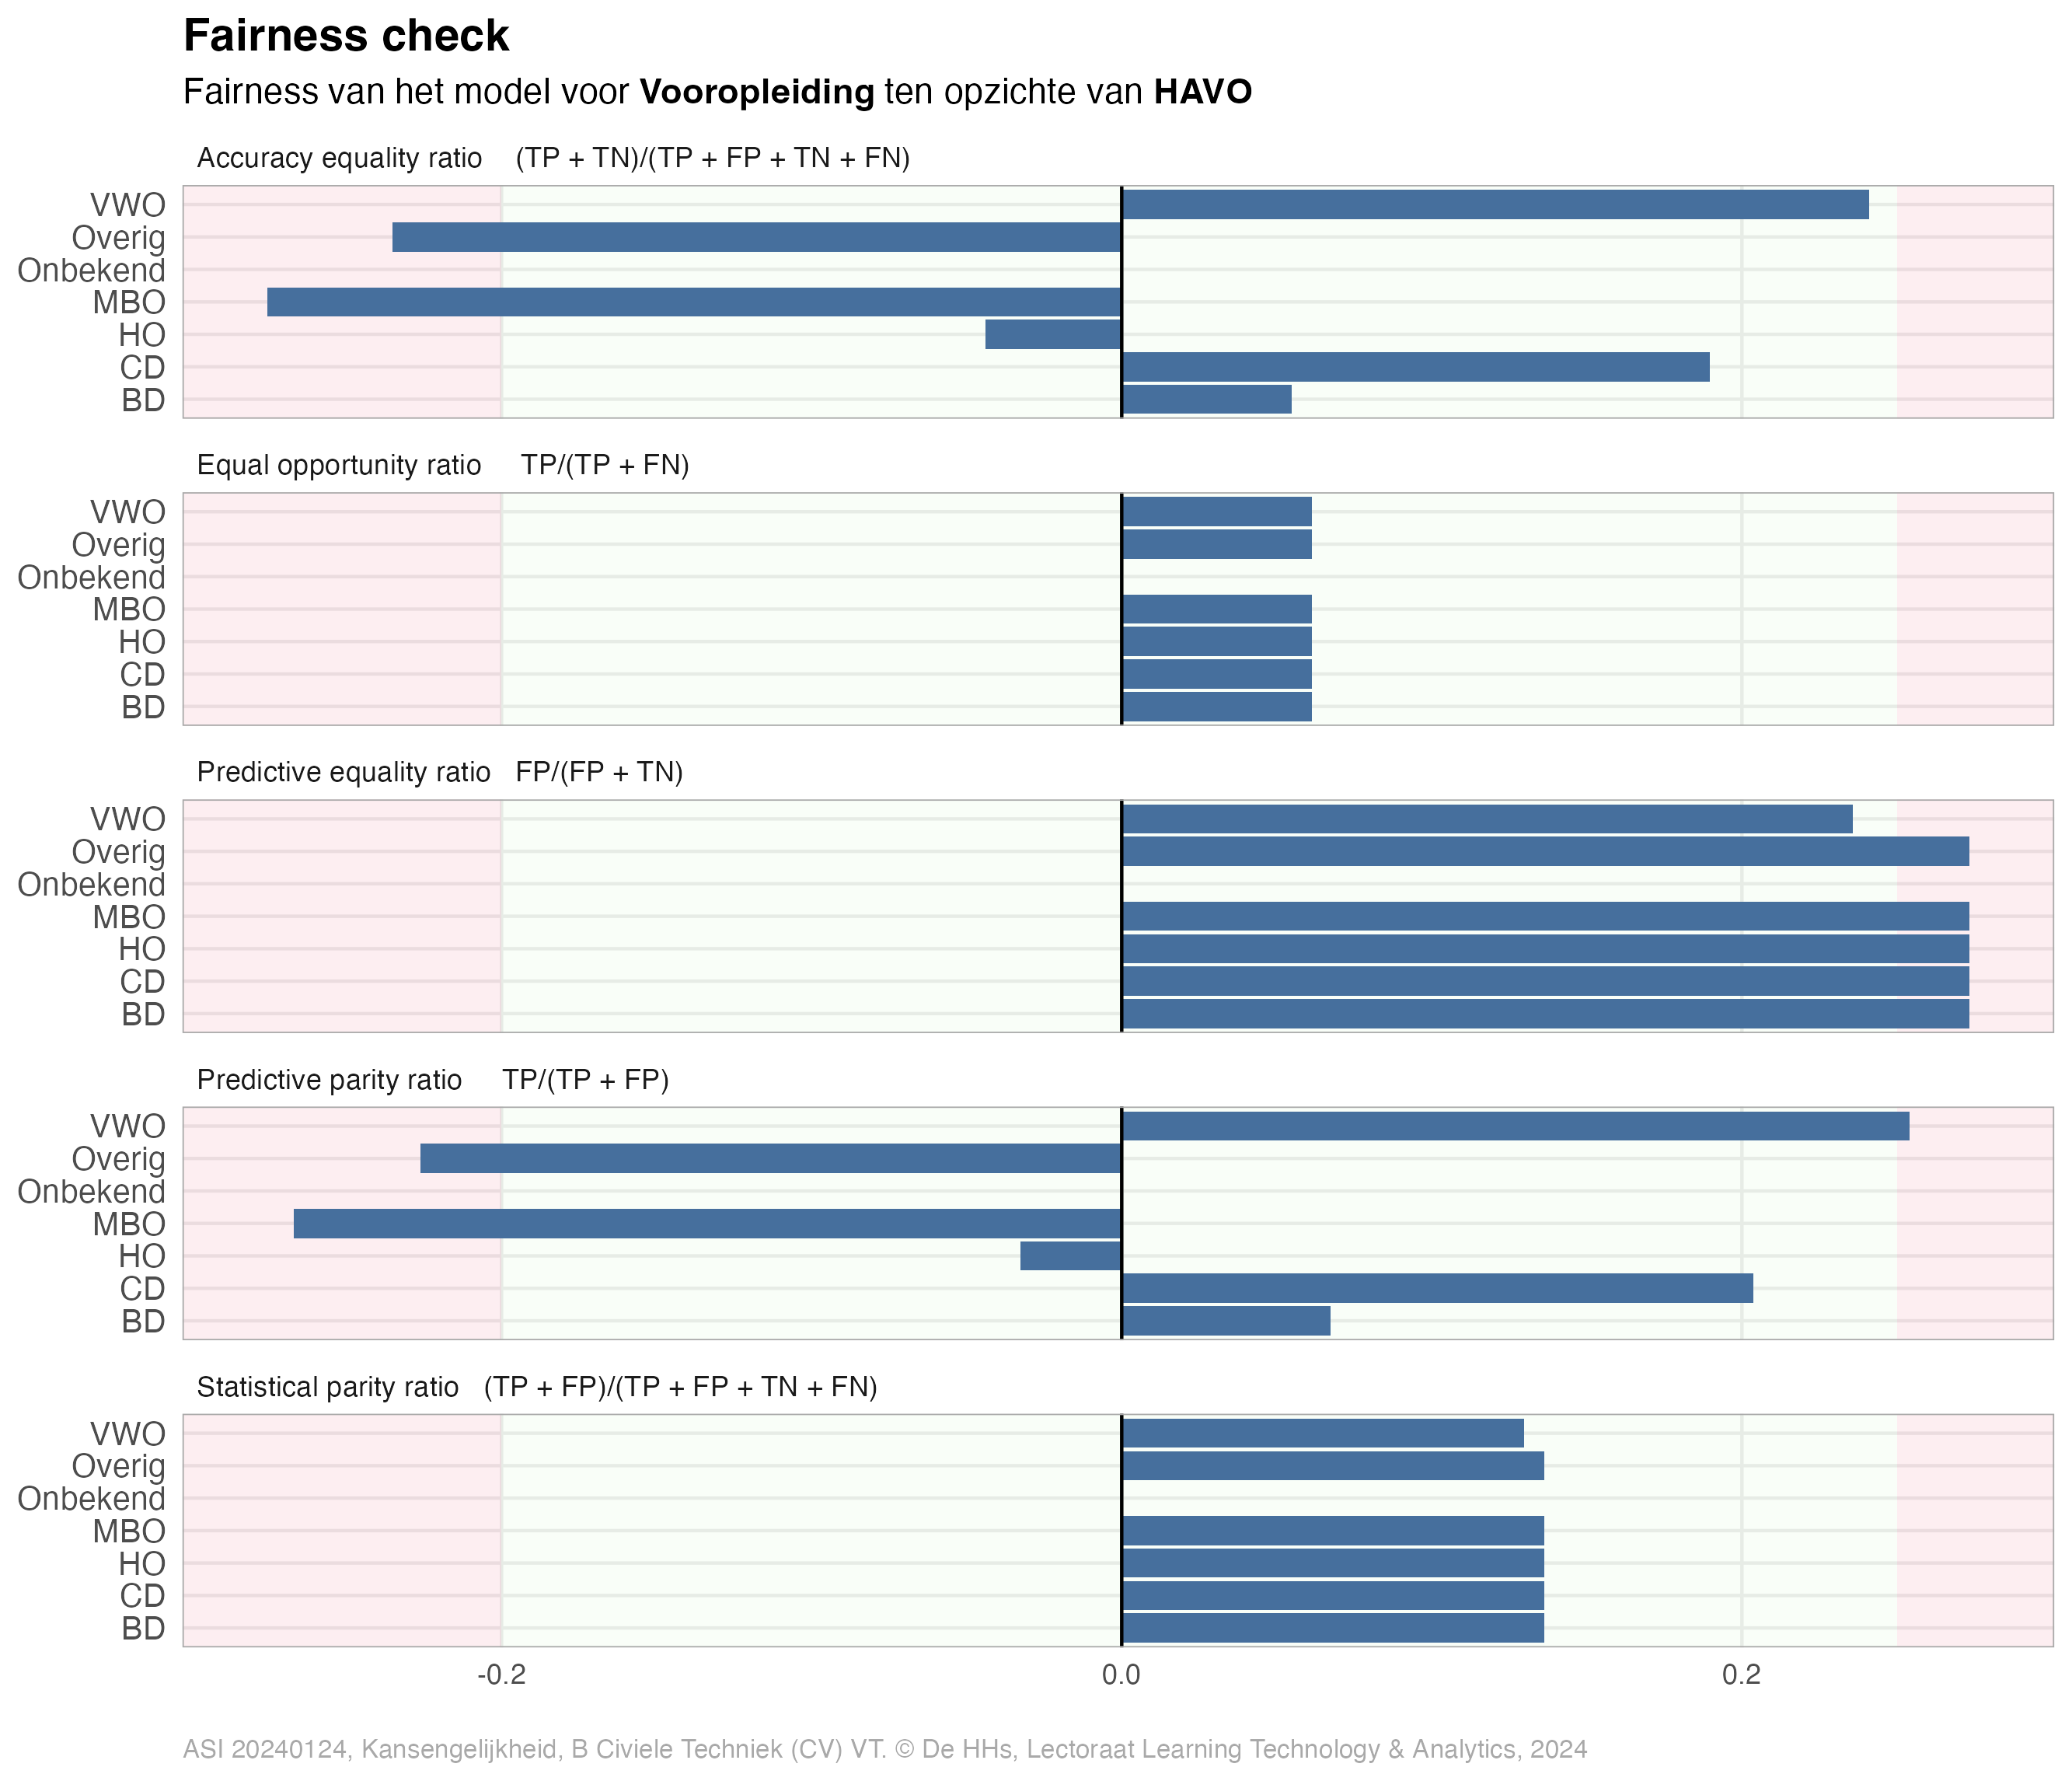 Fairness check
Fairness van het model voor Vooropleiding ten opzichte van HAVO
Accuracy equality ratio (TP + TN)/(TP + FP + TN + FN)
VWO
Overig
Onbekend
MBO
HO
CD
BD
Equal opportunity ratio TP/(TP + FN)
VWO
Overig
Onbekend
MBO
HO
CD
BD
Predictive equality ratio FP/(FP + TN)
VWO
Overig
Onbekend
MBO
HO
CD
BD
Predictive parity ratio TP/(TP + FP)
VWO
Overig
Onbekend
MBO
HO
CD
BD
Statistical parity ratio (TP + FP)/(TP + FP + TN + FN)
VWO
Overig
Onbekend
MBO
HO
CD
BD
-0.2 0.0 0.2
ASI 20240124, Kansengelijkheid, B Civiele Techniek (CV) VT. © De HHs, Lectoraat Learning Technology & Analytics, 2024